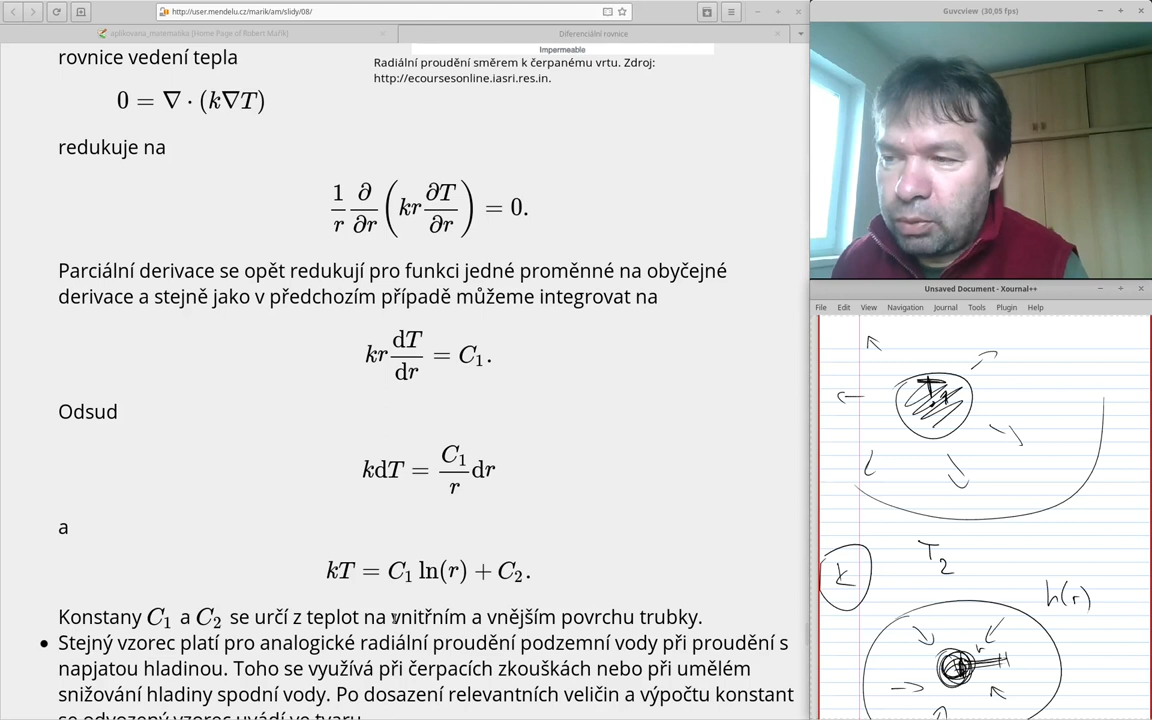 http://user.mendelu.cz/marik/am/slidy/08/
aplikovana_matematika [Home Page of Robert Mařík]
Diferenciální rovnice
rovnice vedení tepla
0 = ∇ · (k∇T)
redukuje na
1/r ∂/∂r (kr ∂T/∂r) = 0.
Parciální derivace se opět redukují pro funkci jedné proměnné na obyčejné
derivace a stejně jako v předchozím případě můžeme integrovat na
kr dT/dr = C₁.
Odsud
kdT = C₁/r dr
a
kT = C₁ ln(r) + C₂.
Konstany C₁ a C₂ se určí z teplot na vnitřním a vnějším povrchu trubky.
Stejný vzorec platí pro analogické radiální proudění podzemní vody při proudění s
napjatou hladinou. Toho se využívá při čerpacích zkouškách nebo při umělém
snižování hladiny spodní vody. Po dosazení relevantních veličin a výpočtu konstant
se odvozený vzorec uvádí ve tvaru
Impermeable
Radiální proudění směrem k čerpanému vrtu. Zdroj:
http://ecoursesonline.iasri.res.in.
Guvcview (30,05 fps)
Unsaved Document - Xournal++
File Edit View Navigation Journal Tools Plugin Help
T₂
k
h(r)
r